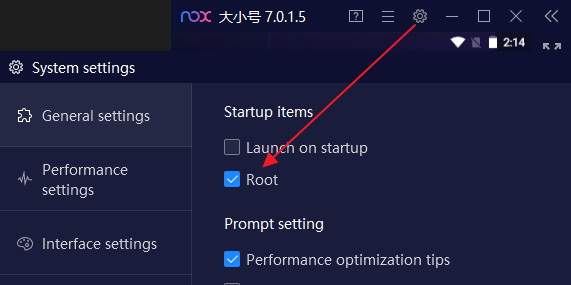 nox 大小号 7.0.1.5
2:14
System settings
General settings
Startup items
Launch on startup
Performance
settings
Root
Prompt setting
Interface settings
Performance optimization tips